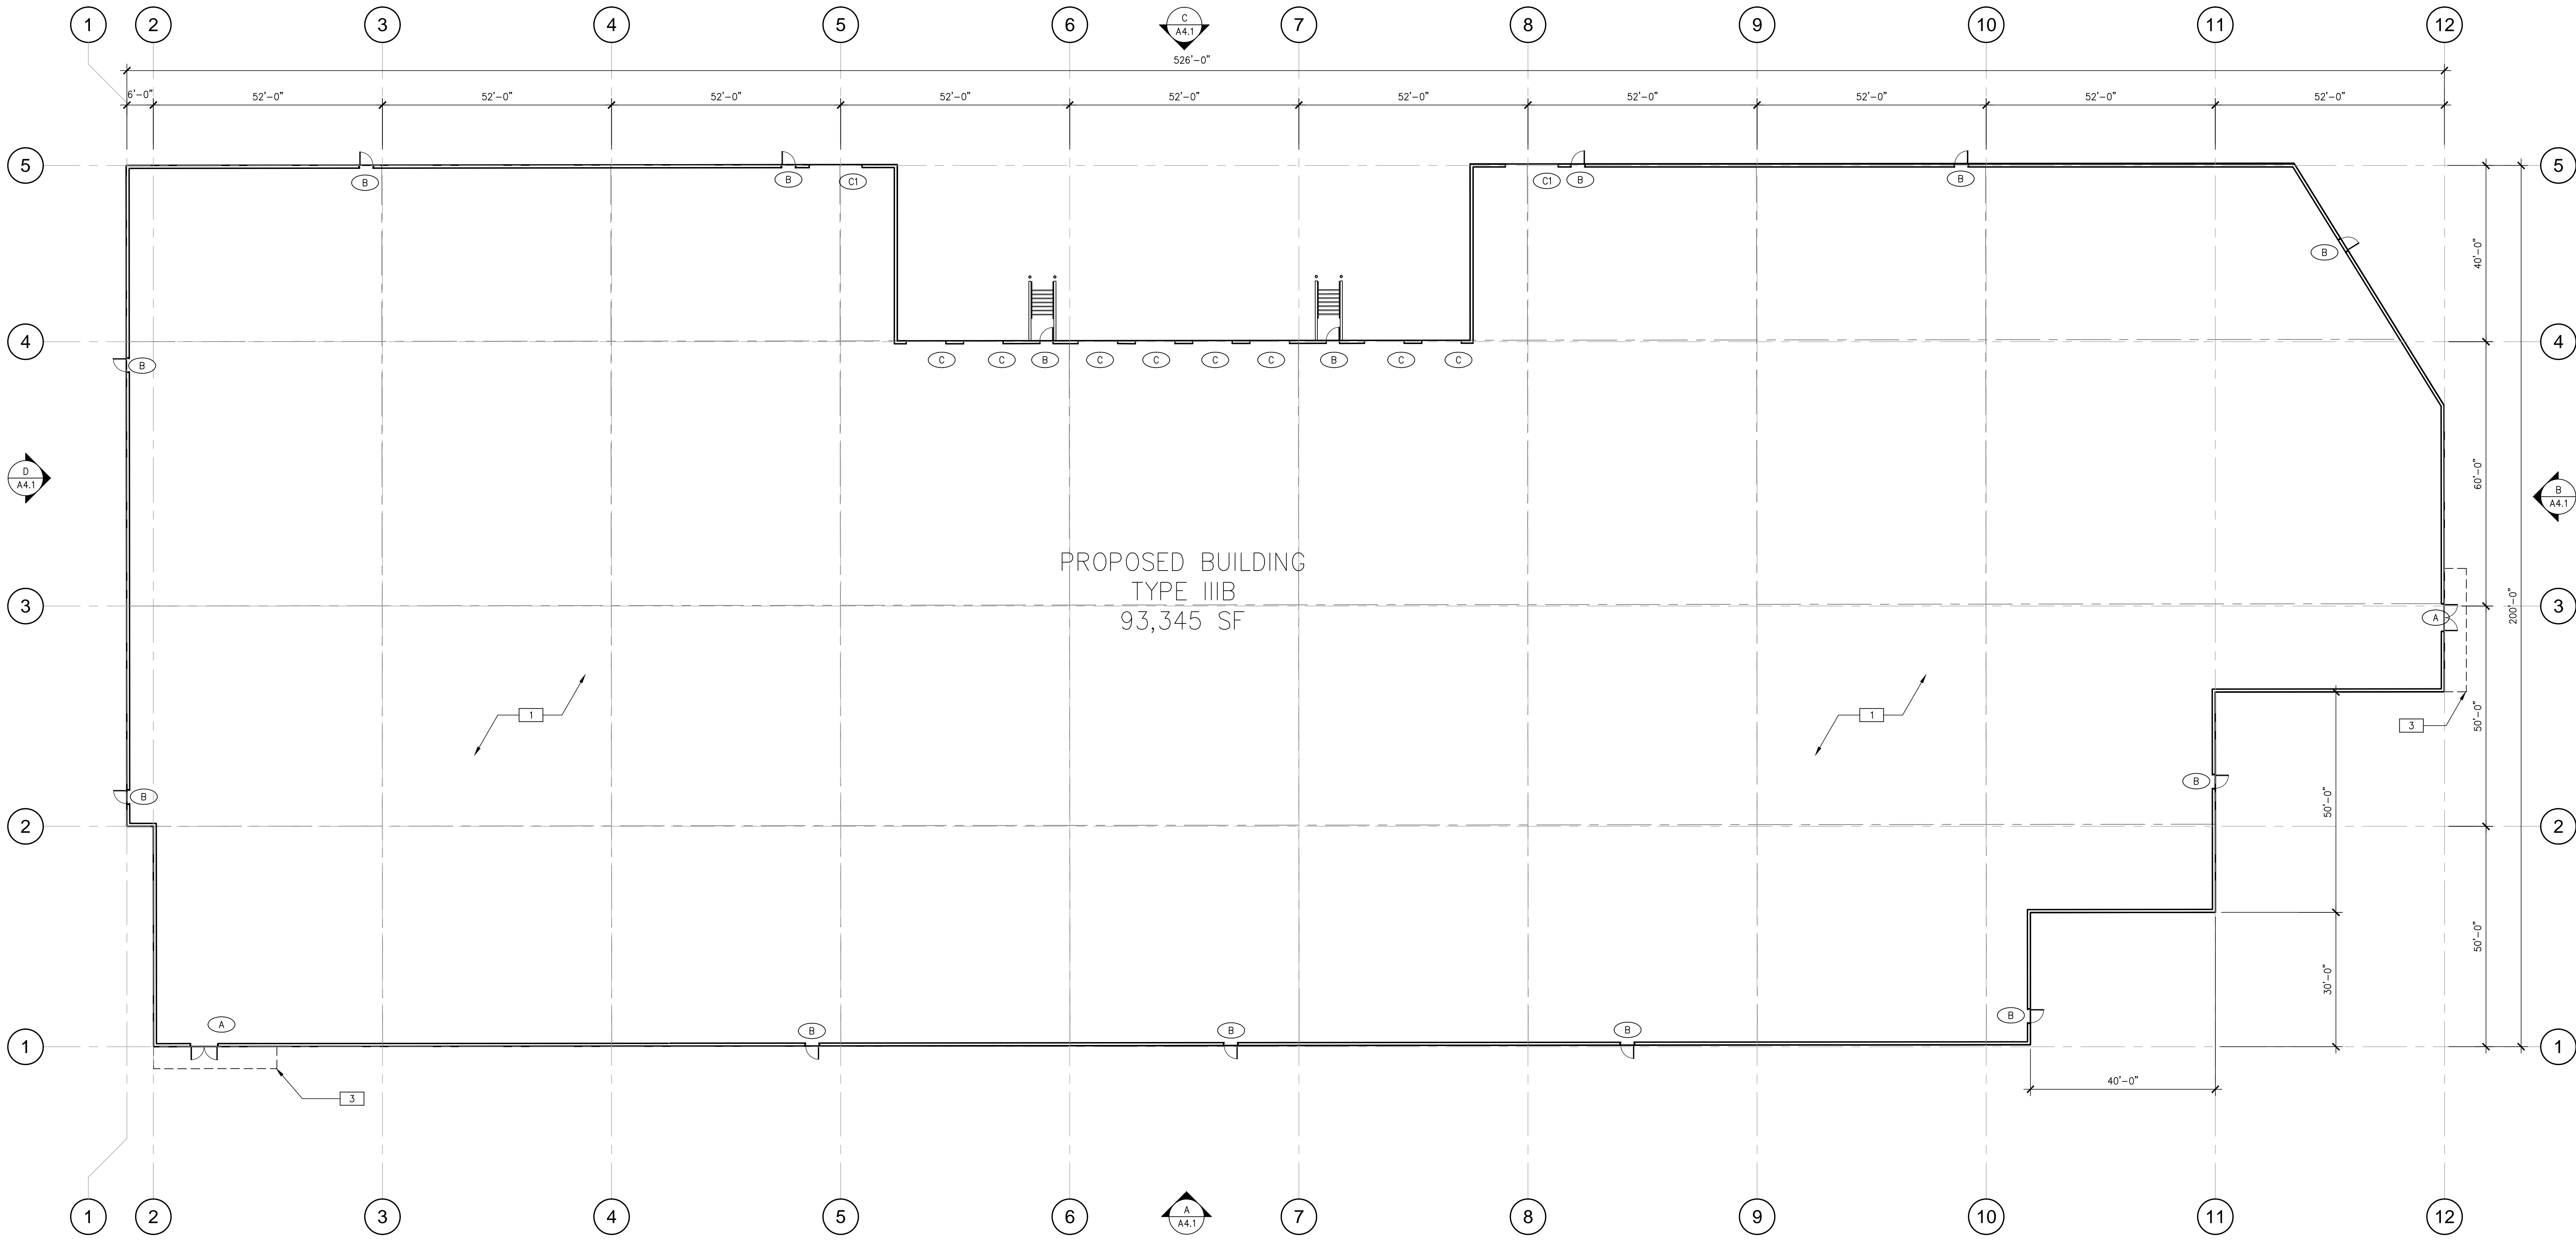 1 2 3 4 5 6 7 8 9 10 11 12
C
A4.1
526'-0"
6'-0" 52'-0" 52'-0" 52'-0" 52'-0" 52'-0" 52'-0" 52'-0" 52'-0" 52'-0" 52'-0"
5 5
B B C1 C1 B B
B
40'-0"
4 4
B C C B C C C C B C C
D
A4.1
60'-0"
B
A4.1
PROPOSED BUILDING
TYPE IIIB
93,345 SF
3 3
200'-0"
A
1 1
3
50'-0"
B B
50'-0"
2 2
50'-0"
30'-0"
A B B B B
1 1
3
40'-0"
A
A4.1
1 2 3 4 5 6 7 8 9 10 11 12